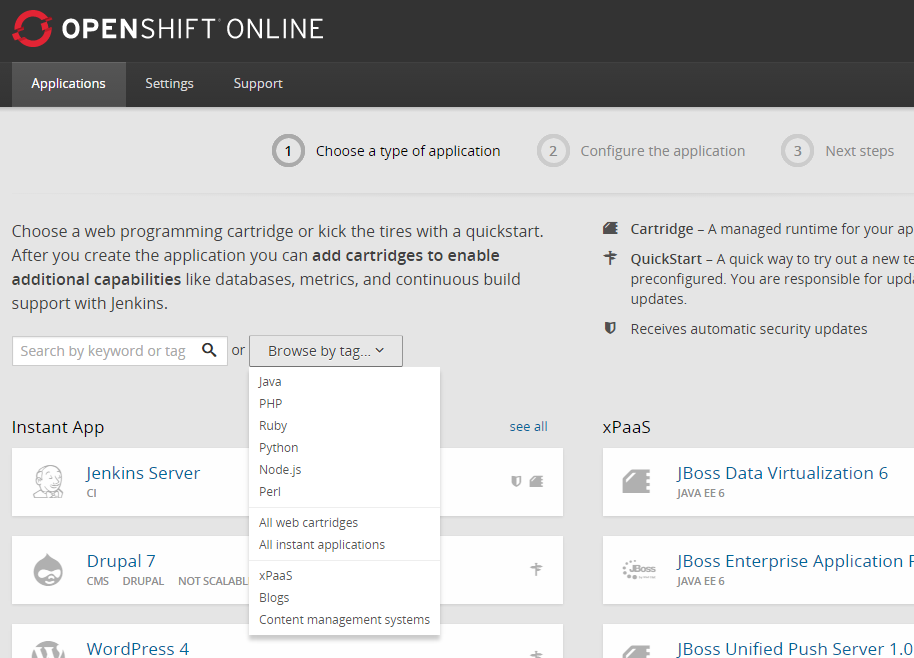 OPENSHIFT ONLINE
Applications Settings Support
1 Choose a type of application 2 Configure the application 3 Next steps
Choose a web programming cartridge or kick the tires with a quickstart.
After you create the application you can add cartridges to enable
additional capabilities like databases, metrics, and continuous build
support with Jenkins.
Cartridge – A managed runtime for your ap
QuickStart – A quick way to try out a new te
preconfigured. You are responsible for upda
updates.
Receives automatic security updates
Search by keyword or tag or Browse by tag...
Java
PHP
Ruby
Python
Node.js
Perl
All web cartridges
All instant applications
xPaaS
Blogs
Content management systems
Instant App see all
Jenkins Server
CI
Drupal 7
CMS DRUPAL NOT SCALABL
WordPress 4
xPaaS
JBoss Data Virtualization 6
JAVA EE 6
JBoss
JBoss Enterprise Application P
JAVA EE 6
JBoss Unified Push Server 1.0